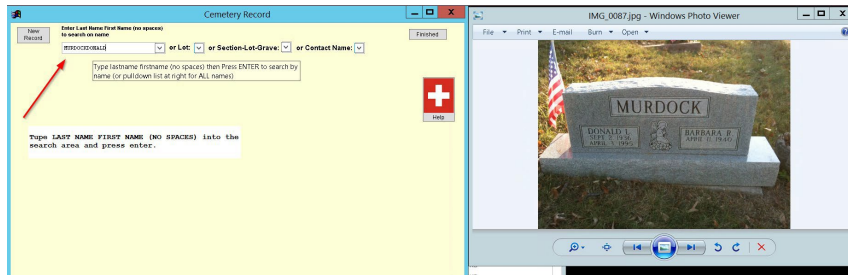 Cemetery Record
New Record
Enter Last Name First Name (no spaces)
to search on name
Finished
MURDOCKDONALD
or Lot:
or Section-Lot-Grave:
or Contact Name:
Type lastname firstname (no spaces) then Press ENTER to search by
name (or pulldown list at right for ALL names)
Help
Type LAST NAME FIRST NAME (NO SPACES) into the
search area and press enter.
IMG_0087.jpg - Windows Photo Viewer
File Print E-mail Burn Open
MURDOCK
DONALD L.
SEPT. 2, 1936
APRIL 3, 1995
BARBARA R.
APRIL 11, 1940